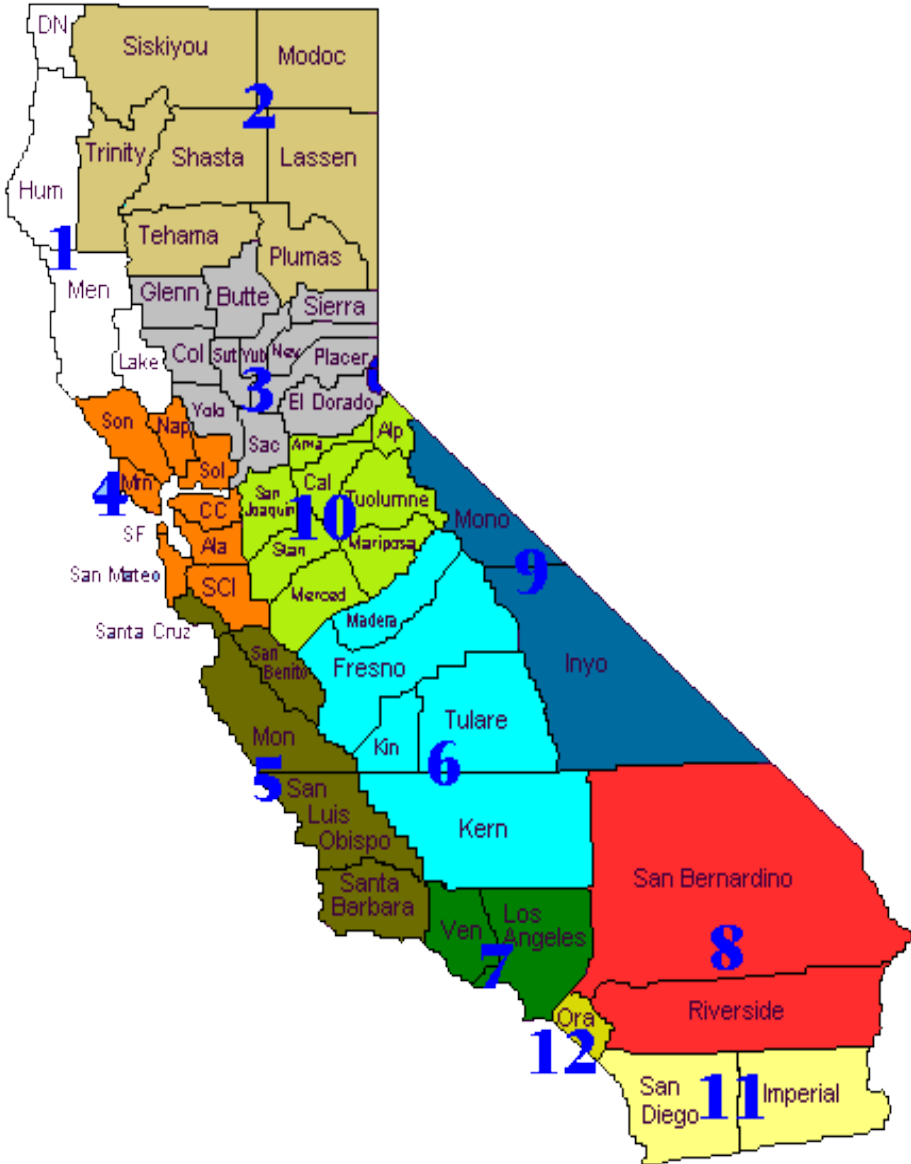 DN
Siskiyou
Modoc
2
Trinity
Shasta
Lassen
Hum
Tehama
1
Plumas
Men
Glenn
Butte
Sierra
Lake
Col
Sut
Yub
Nev
Placer
3
Yolo
El Dorado
Son
Nap
Sac
Ama
Alp
Sol
Cal
4
Mrn
San
Joaquin
Tuolumne
CC
10
Mono
SF
Ala
Stan
Mariposa
9
San Mateo
SCl
Merced
Madera
Santa Cruz
San
Benito
Fresno
Inyo
Mon
Kin
Tulare
5
6
San
Luis
Obispo
Kern
Santa
Barbara
San Bernardino
Ven
Los
Angeles
8
7
Ora
Riverside
12
San
Diego
11
Imperial